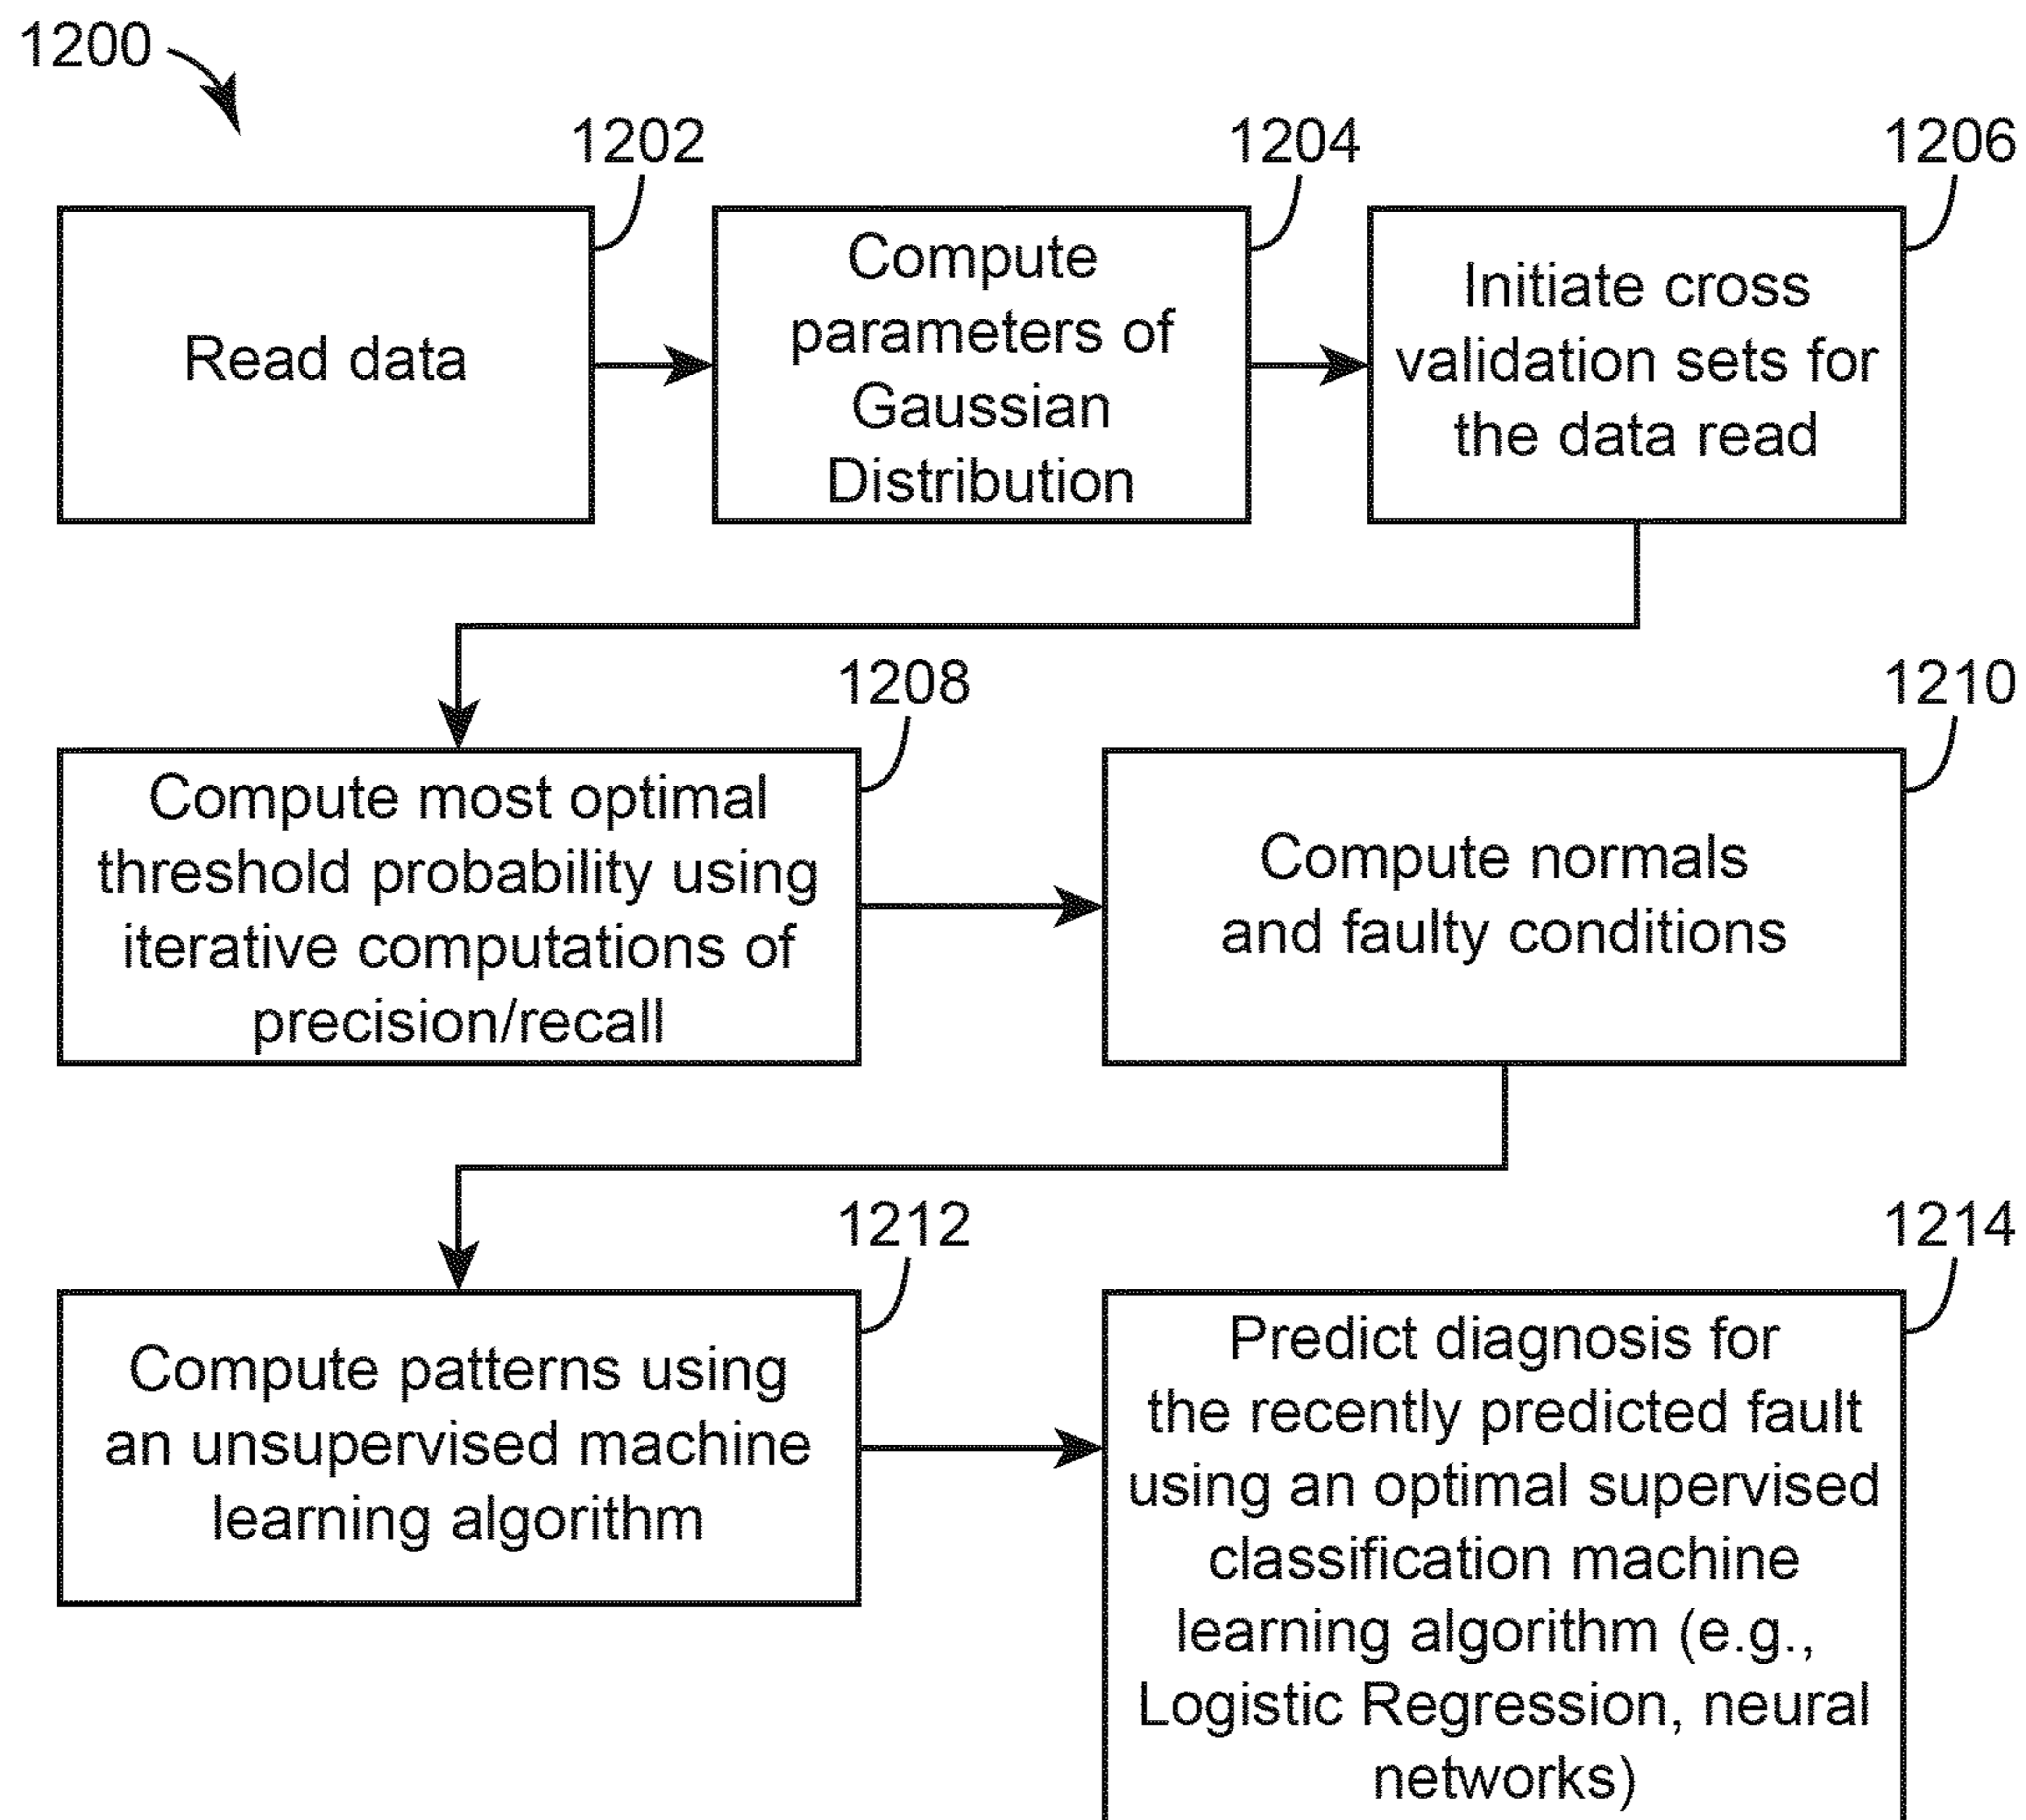 1200
1202
1204
1206
Read data
Compute
parameters of
Gaussian
Distribution
Initiate cross
validation sets for
the data read
1208
1210
Compute most optimal
threshold probability using
iterative computations of
precision/recall
Compute normals
and faulty conditions
1212
1214
Compute patterns using
an unsupervised machine
learning algorithm
Predict diagnosis for
the recently predicted fault
using an optimal supervised
classification machine
learning algorithm (e.g.,
Logistic Regression, neural
networks)